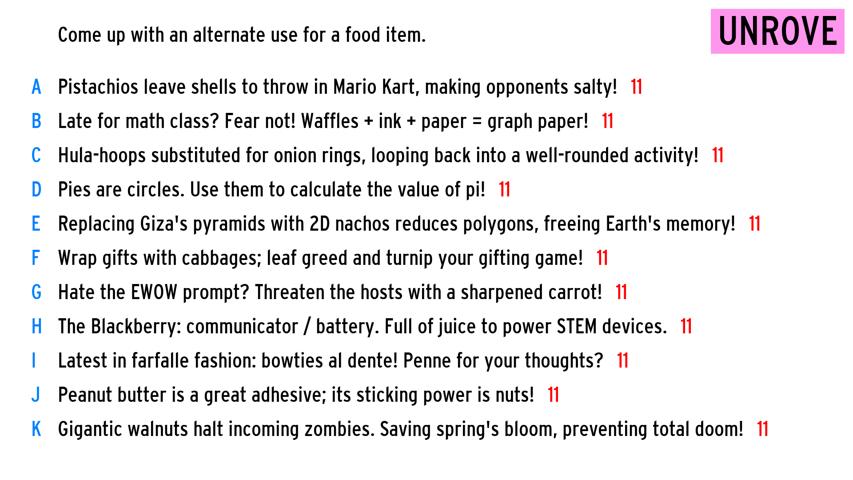 Come up with an alternate use for a food item.
UNROVE
A Pistachios leave shells to throw in Mario Kart, making opponents salty! 11
B Late for math class? Fear not! Waffles + ink + paper = graph paper! 11
C Hula-hoops substituted for onion rings, looping back into a well-rounded activity! 11
D Pies are circles. Use them to calculate the value of pi! 11
E Replacing Giza's pyramids with 2D nachos reduces polygons, freeing Earth's memory! 11
F Wrap gifts with cabbages; leaf greed and turnip your gifting game! 11
G Hate the EWOW prompt? Threaten the hosts with a sharpened carrot! 11
H The Blackberry: communicator / battery. Full of juice to power STEM devices. 11
I Latest in farfalle fashion: bowties al dente! Penne for your thoughts? 11
J Peanut butter is a great adhesive; its sticking power is nuts! 11
K Gigantic walnuts halt incoming zombies. Saving spring's bloom, preventing total doom! 11